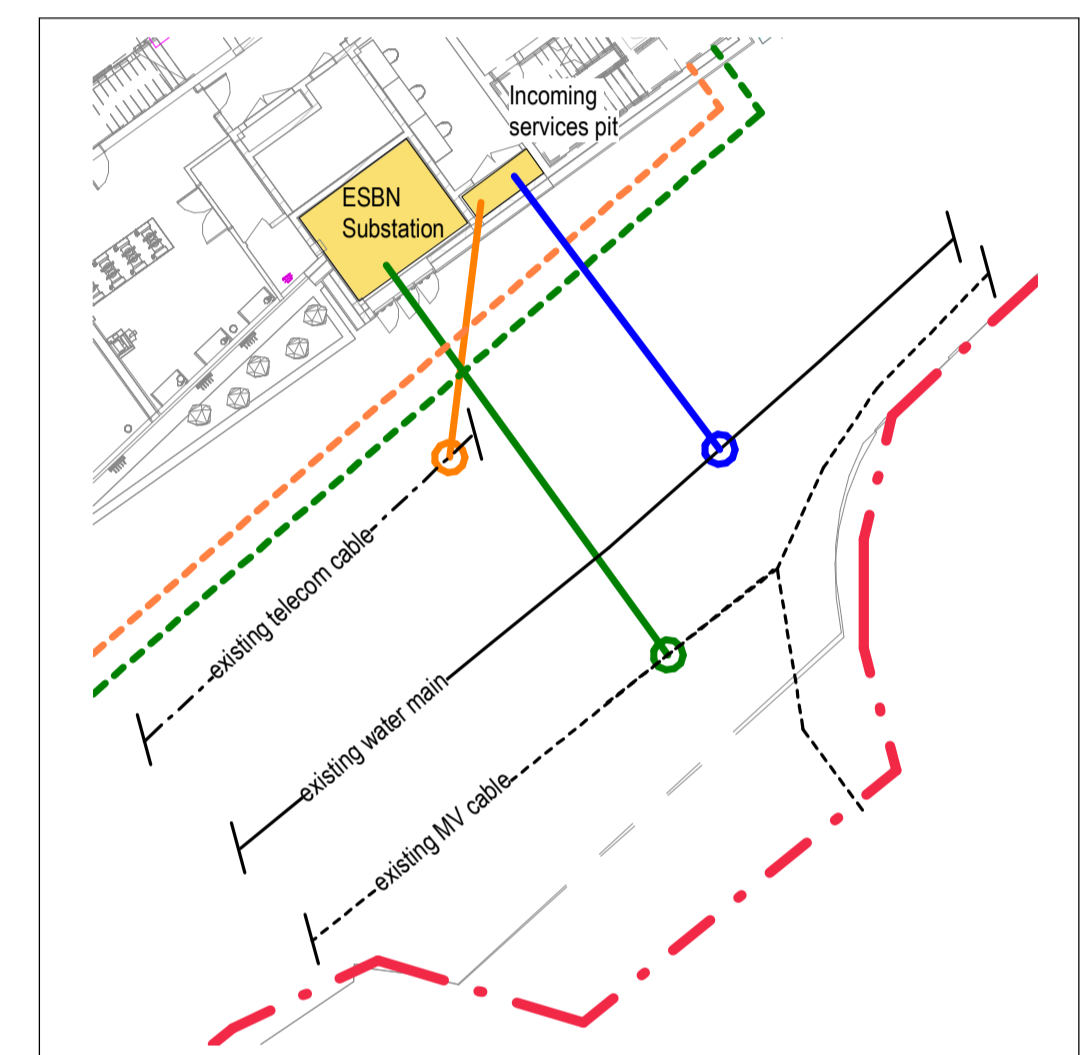 Incoming
services pit
ESBN
Substation
existing telecom cable
existing water main
existing MV cable